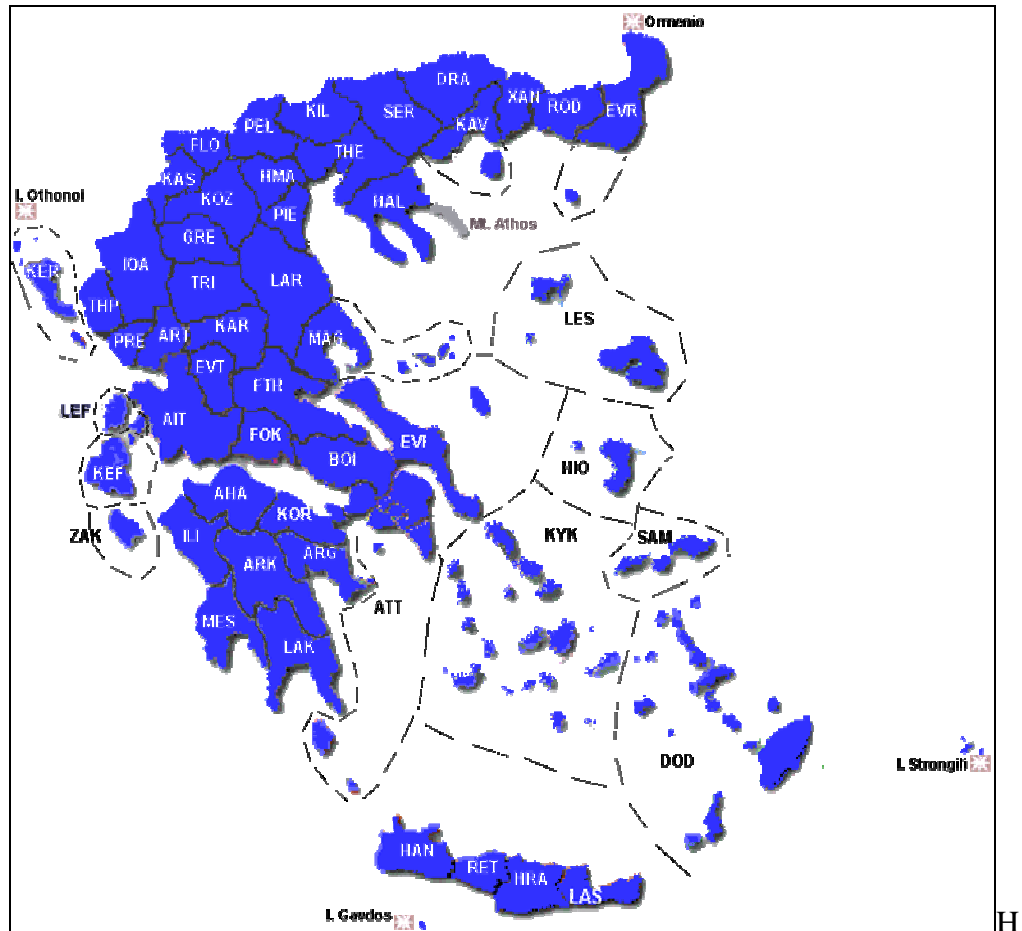 Ormenio
DRA
XAN
KIL
SER
ROD
EVR
PEL
KAV
FLO
THE
KAS
HMA
I. Othonoi
KOZ
HAL
PIE
Mt. Athos
GRE
KER
IOA
TRI
LAR
THP
LES
KAR
ART
PRE
MAG
EVT
FTR
LEF
AIT
FOK
EVI
BOI
KEF
HIO
AHA
KOR
ZAK
ILI
KYK
SAM
ARG
ARK
ATT
MES
LAK
DOD
I. Strongili
HAN
RET
HRA
LAS
I. Gavdos
H